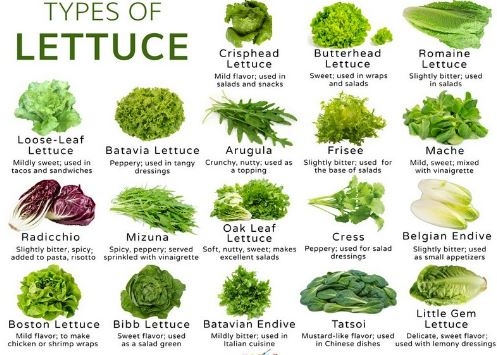 TYPES OF
LETTUCE
Crisphead
Lettuce
Mild flavor; used in
salads and snacks
Butterhead
Lettuce
Sweet; used in wraps
and salads
Romaine
Lettuce
Slightly bitter; used
in salads
Loose-Leaf
Lettuce
Mildly sweet; used in
tacos and sandwiches
Batavia Lettuce
Peppery; used in tangy
dressings
Arugula
Crunchy, nutty; used as
a topping
Frisee
Slightly bitter; used for
the base of salads
Mache
Mild, sweet; mixed
with vinaigrette
Radicchio
Slightly bitter, spicy;
added to pasta, risotto
Mizuna
Spicy, peppery; served
sprinkled with vinaigrette
Oak Leaf
Lettuce
Soft, nutty, sweet; makes
excellent salads
Cress
Peppery; used for salad
dressings
Belgian Endive
Slightly bitter; used
as small appetizers
Boston Lettuce
Mild flavor; to make
chicken or shrimp wraps
Bibb Lettuce
Sweet flavor; used
as a salad green
Batavian Endive
Mildly bitter; used in
Italian cuisine
Tatsoi
Mustard-like flavor; used
in Chinese dishes
Little Gem
Lettuce
Delicate, sweet flavor;
used with lemony dressings